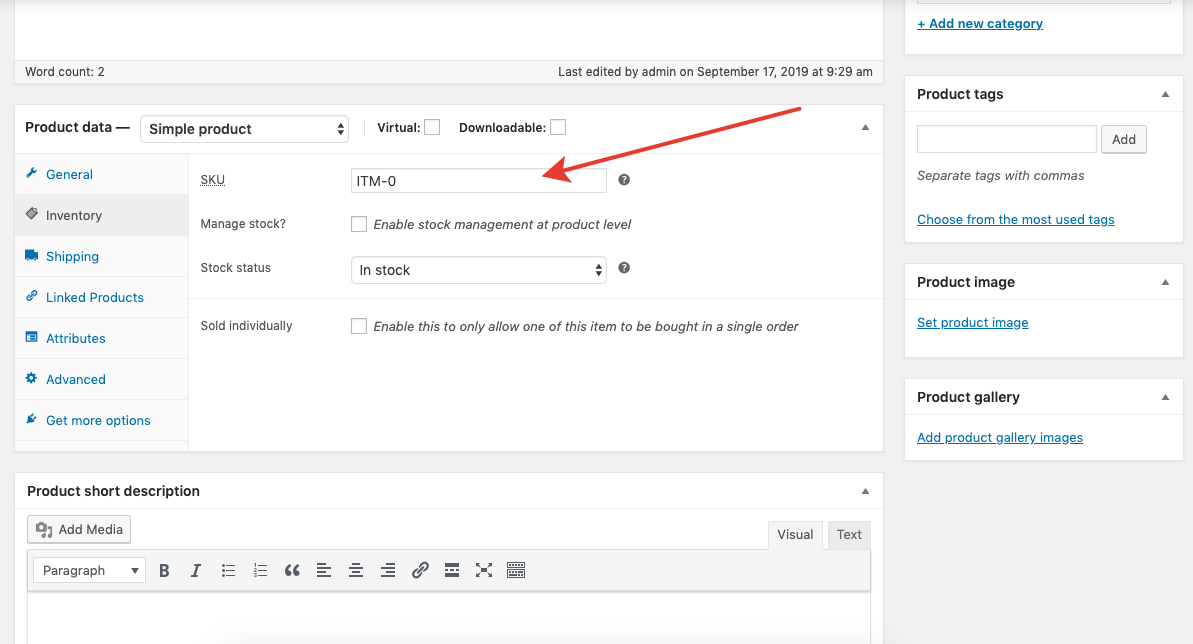 + Add new category
Word count: 2
Last edited by admin on September 17, 2019 at 9:29 am
Product data — Simple product Virtual: Downloadable:
General
Inventory
Shipping
Linked Products
Attributes
Advanced
Get more options
SKU ITM-0
Manage stock? Enable stock management at product level
Stock status In stock
Sold individually Enable this to only allow one of this item to be bought in a single order
Product short description
Add Media
Visual Text
Paragraph
Product tags
Add
Separate tags with commas
Choose from the most used tags
Product image
Set product image
Product gallery
Add product gallery images